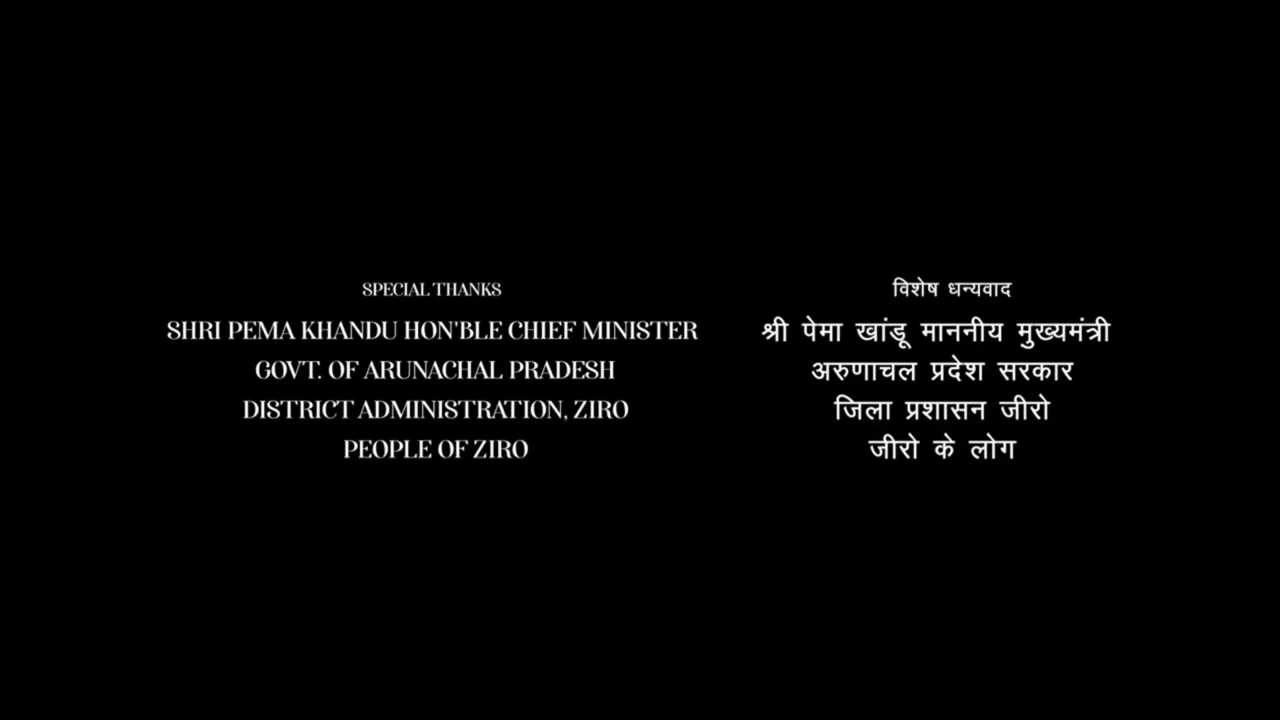 SPECIAL THANKS
SHRI PEMA KHANDU HON'BLE CHIEF MINISTER
GOVT. OF ARUNACHAL PRADESH
DISTRICT ADMINISTRATION, ZIRO
PEOPLE OF ZIRO
विशेष धन्यवाद
श्री पेमा खांडू माननीय मुख्यमंत्री
अरुणाचल प्रदेश सरकार
जिला प्रशासन जीरो
जीरो के लोग